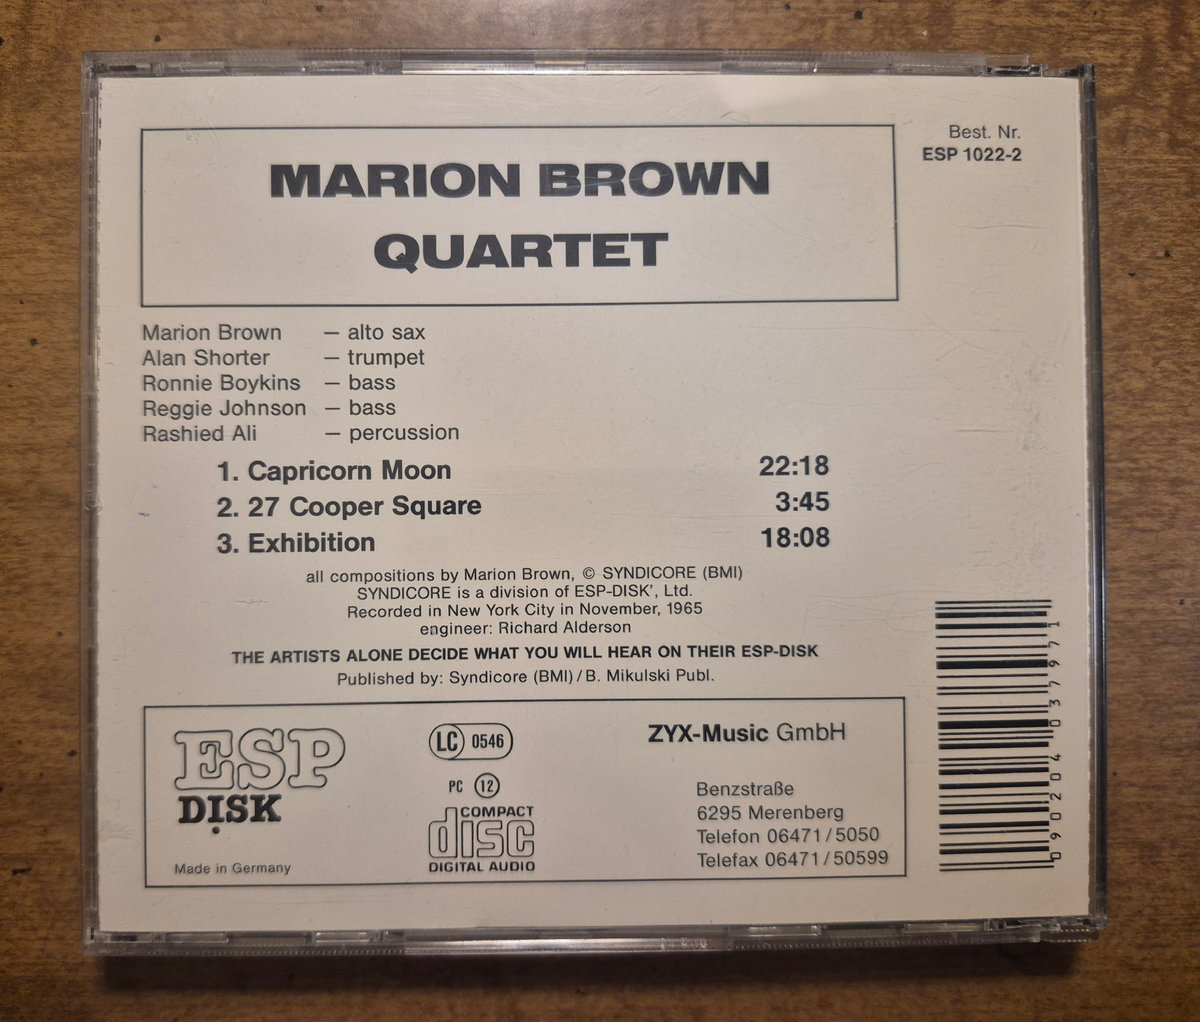 Best. Nr.
ESP 1022-2
MARION BROWN
QUARTET
Marion Brown – alto sax
Alan Shorter – trumpet
Ronnie Boykins – bass
Reggie Johnson – bass
Rashied Ali – percussion
1. Capricorn Moon 22:18
2. 27 Cooper Square 3:45
3. Exhibition 18:08
all compositions by Marion Brown, © SYNDICORE (BMI)
SYNDICORE is a division of ESP-DISK', Ltd.
Recorded in New York City in November, 1965
engineer: Richard Alderson
THE ARTISTS ALONE DECIDE WHAT YOU WILL HEAR ON THEIR ESP-DISK
Published by: Syndicore (BMI) / B. Mikulski Publ.
ESP
DISK
Made in Germany
LC 0546
PC 12
COMPACT
disc
DIGITAL AUDIO
ZYX-Music GmbH
Benzstraße
6295 Merenberg
Telefon 06471/5050
Telefax 06471/50599
090204037971